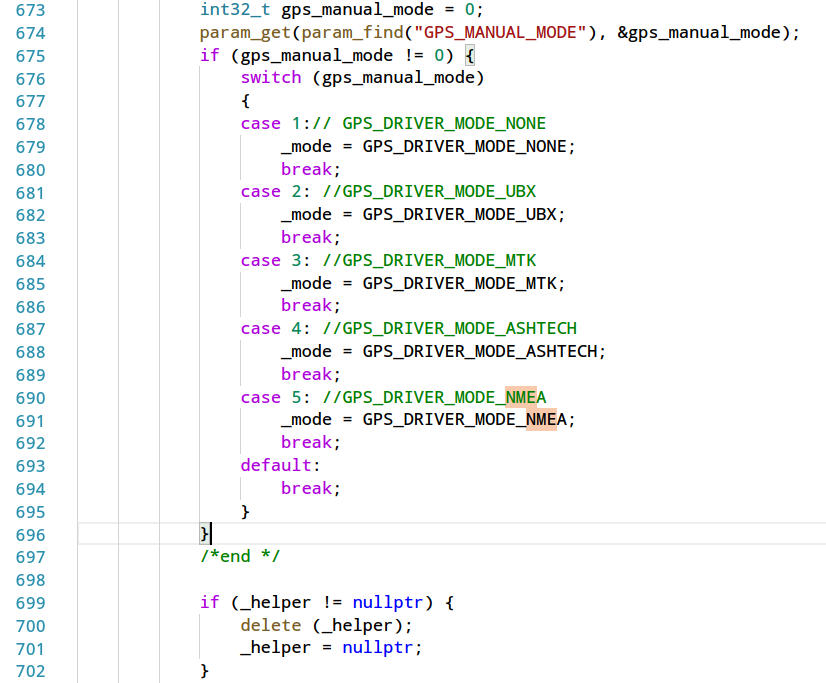 673 int32_t gps_manual_mode = 0;
674 param_get(param_find("GPS_MANUAL_MODE"), &gps_manual_mode);
675 if (gps_manual_mode != 0) {
676 switch (gps_manual_mode)
677 {
678 case 1:// GPS_DRIVER_MODE_NONE
679 _mode = GPS_DRIVER_MODE_NONE;
680 break;
681 case 2: //GPS_DRIVER_MODE_UBX
682 _mode = GPS_DRIVER_MODE_UBX;
683 break;
684 case 3: //GPS_DRIVER_MODE_MTK
685 _mode = GPS_DRIVER_MODE_MTK;
686 break;
687 case 4: //GPS_DRIVER_MODE_ASHTECH
688 _mode = GPS_DRIVER_MODE_ASHTECH;
689 break;
690 case 5: //GPS_DRIVER_MODE_NMEA
691 _mode = GPS_DRIVER_MODE_NMEA;
692 break;
693 default:
694 break;
695 }
696 }
697 /*end */
698
699 if (_helper != nullptr) {
700 delete (_helper);
701 _helper = nullptr;
702 }